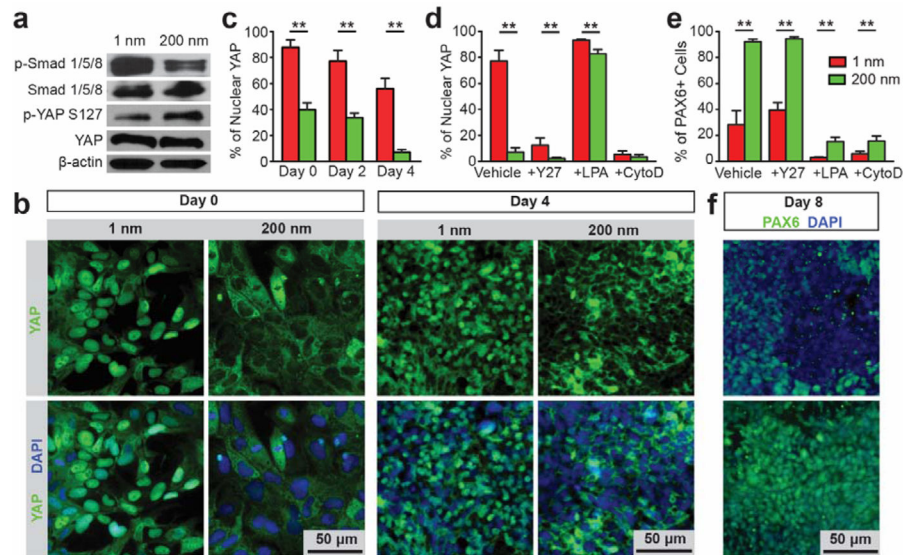 a
1 nm 200 nm
p-Smad 1/5/8
Smad 1/5/8
p-YAP S127
YAP
β-actin
c
% of Nuclear YAP
100
80
60
40
20
0
** ** **
Day 0 Day 2 Day 4
d
% of Nuclear YAP
100
80
60
40
20
0
** ** **
Vehicle +Y27 +LPA +CytoD
e
% of PAX6+ Cells
100
80
60
40
20
0
** ** ** **
1 nm
200 nm
Vehicle +Y27 +LPA +CytoD
b
Day 0
1 nm 200 nm
Day 4
1 nm 200 nm
YAP
YAP DAPI
50 µm
50 µm
f
Day 8
PAX6 DAPI
50 µm